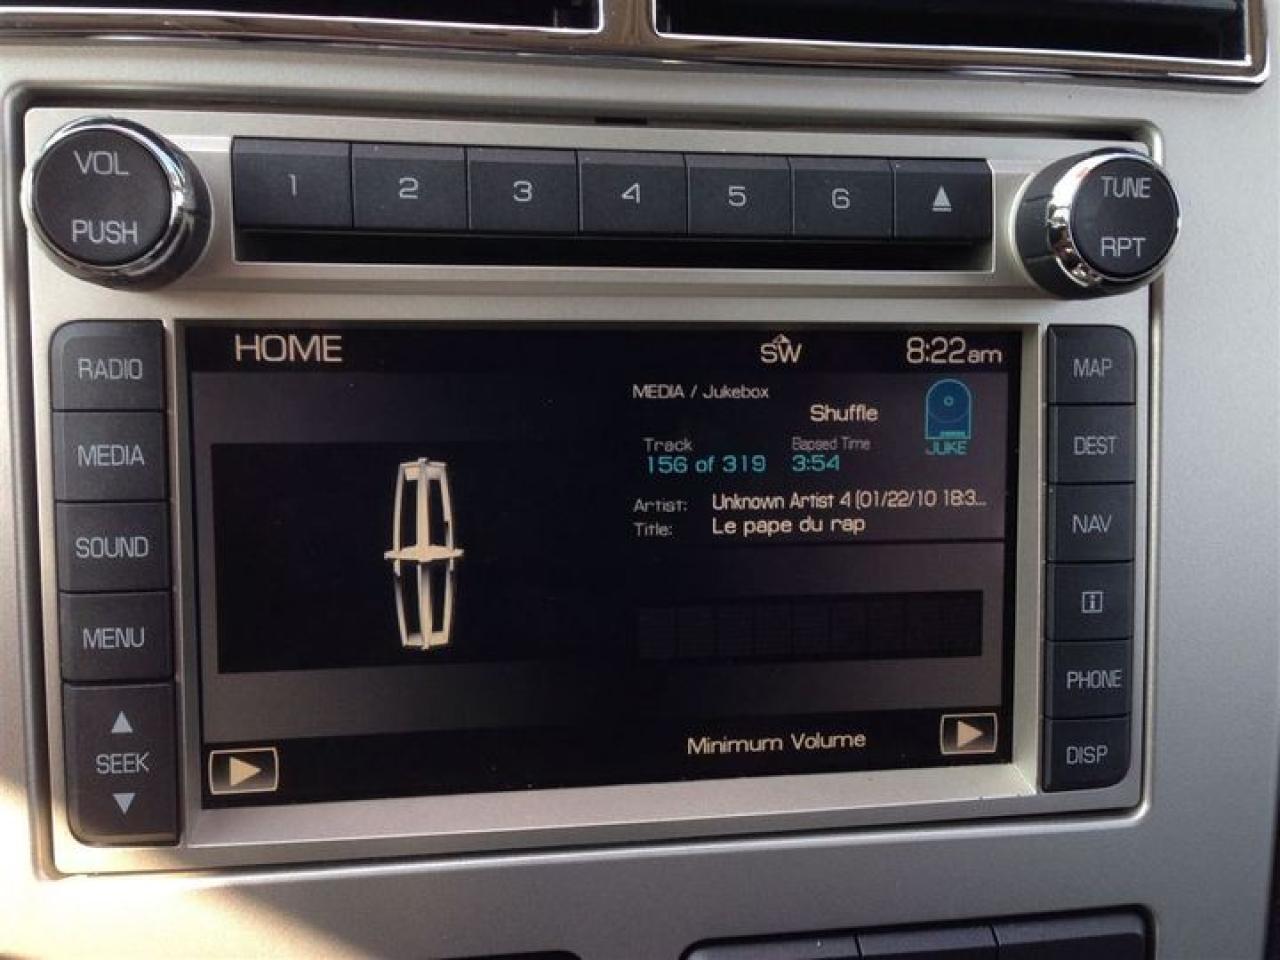 VOL
PUSH
1 2 3 4 5 6
TUNE
RPT
RADIO
MEDIA
SOUND
MENU
SEEK
HOME
SW
8:22am
MEDIA / Jukebox
Shuffle
JUKE
Track
Elapsed Time
156 of 319
3:54
Artist: Unknown Artist 4 (01/22/10 18:3...
Title: Le pape du rap
Minimum Volume
MAP
DEST
NAV
i
PHONE
DISP